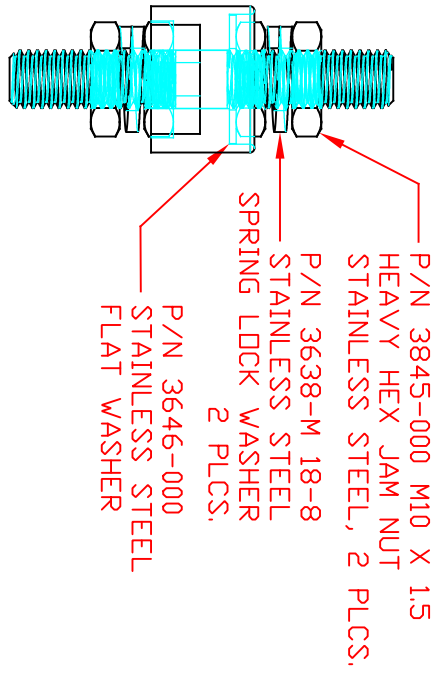 P/N 3845-000 M10 X 1.5
HEAVY HEX JAM NUT
STAINLESS STEEL, 2 PLCS.
P/N 3638-M 18-8
STAINLESS STEEL
SPRING LOCK WASHER
2 PLCS.
P/N 3646-000
STAINLESS STEEL
FLAT WASHER